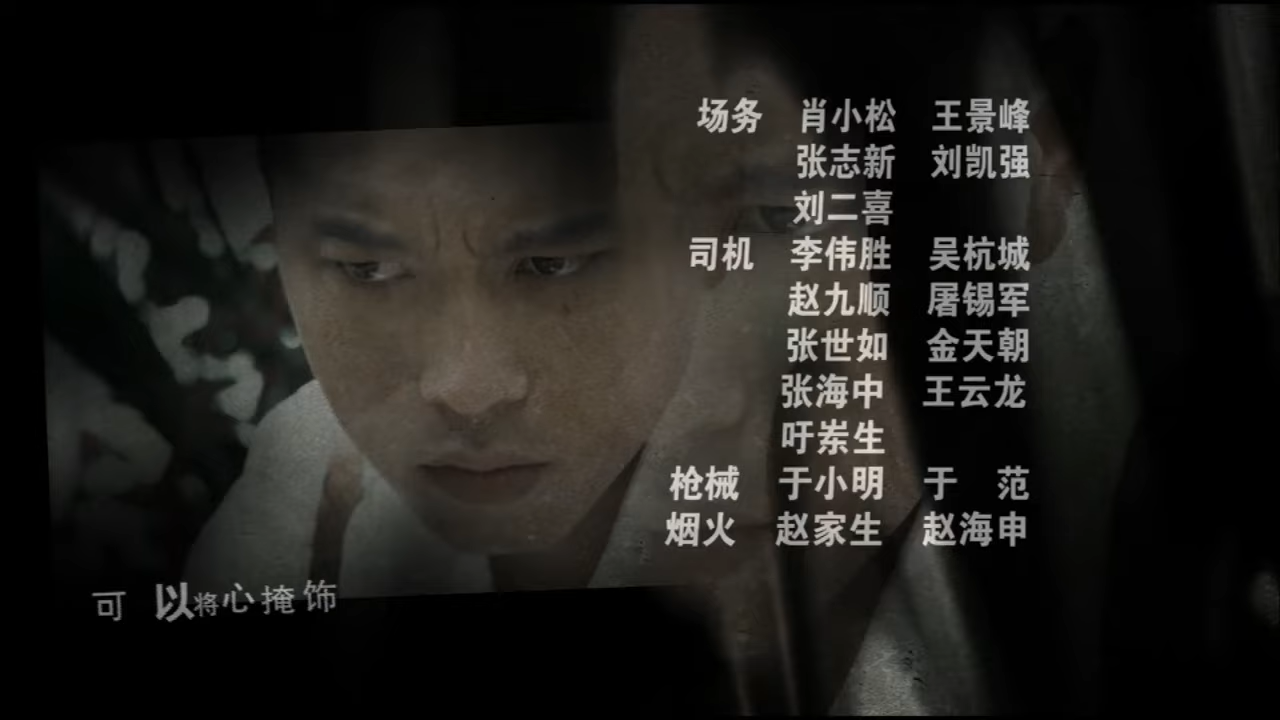 场务 肖小松 王景峰
张志新 刘凯强
刘二喜
司机 李伟胜 吴杭城
赵九顺 屠锡军
张世如 金天朝
张海中 王云龙
吁岽生
枪械 于小明 于 范
烟火 赵家生 赵海申
可 以将心掩饰